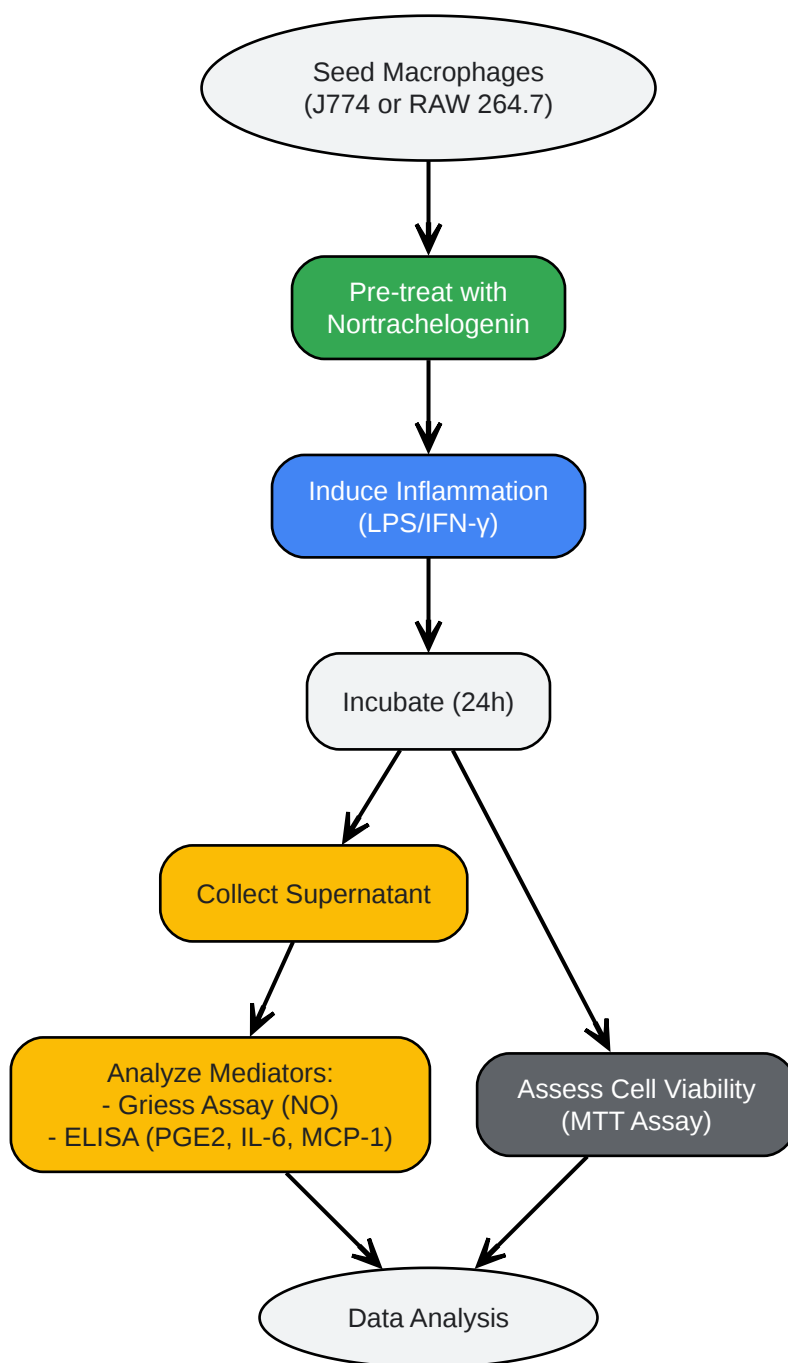 Seed Macrophages
(J774 or RAW 264.7)
Pre-treat with
Nortrachelogenin
Induce Inflammation
(LPS/IFN-γ)
Incubate (24h)
Collect Supernatant
Analyze Mediators:
- Griess Assay (NO)
- ELISA (PGE2, IL-6, MCP-1)
Assess Cell Viability
(MTT Assay)
Data Analysis